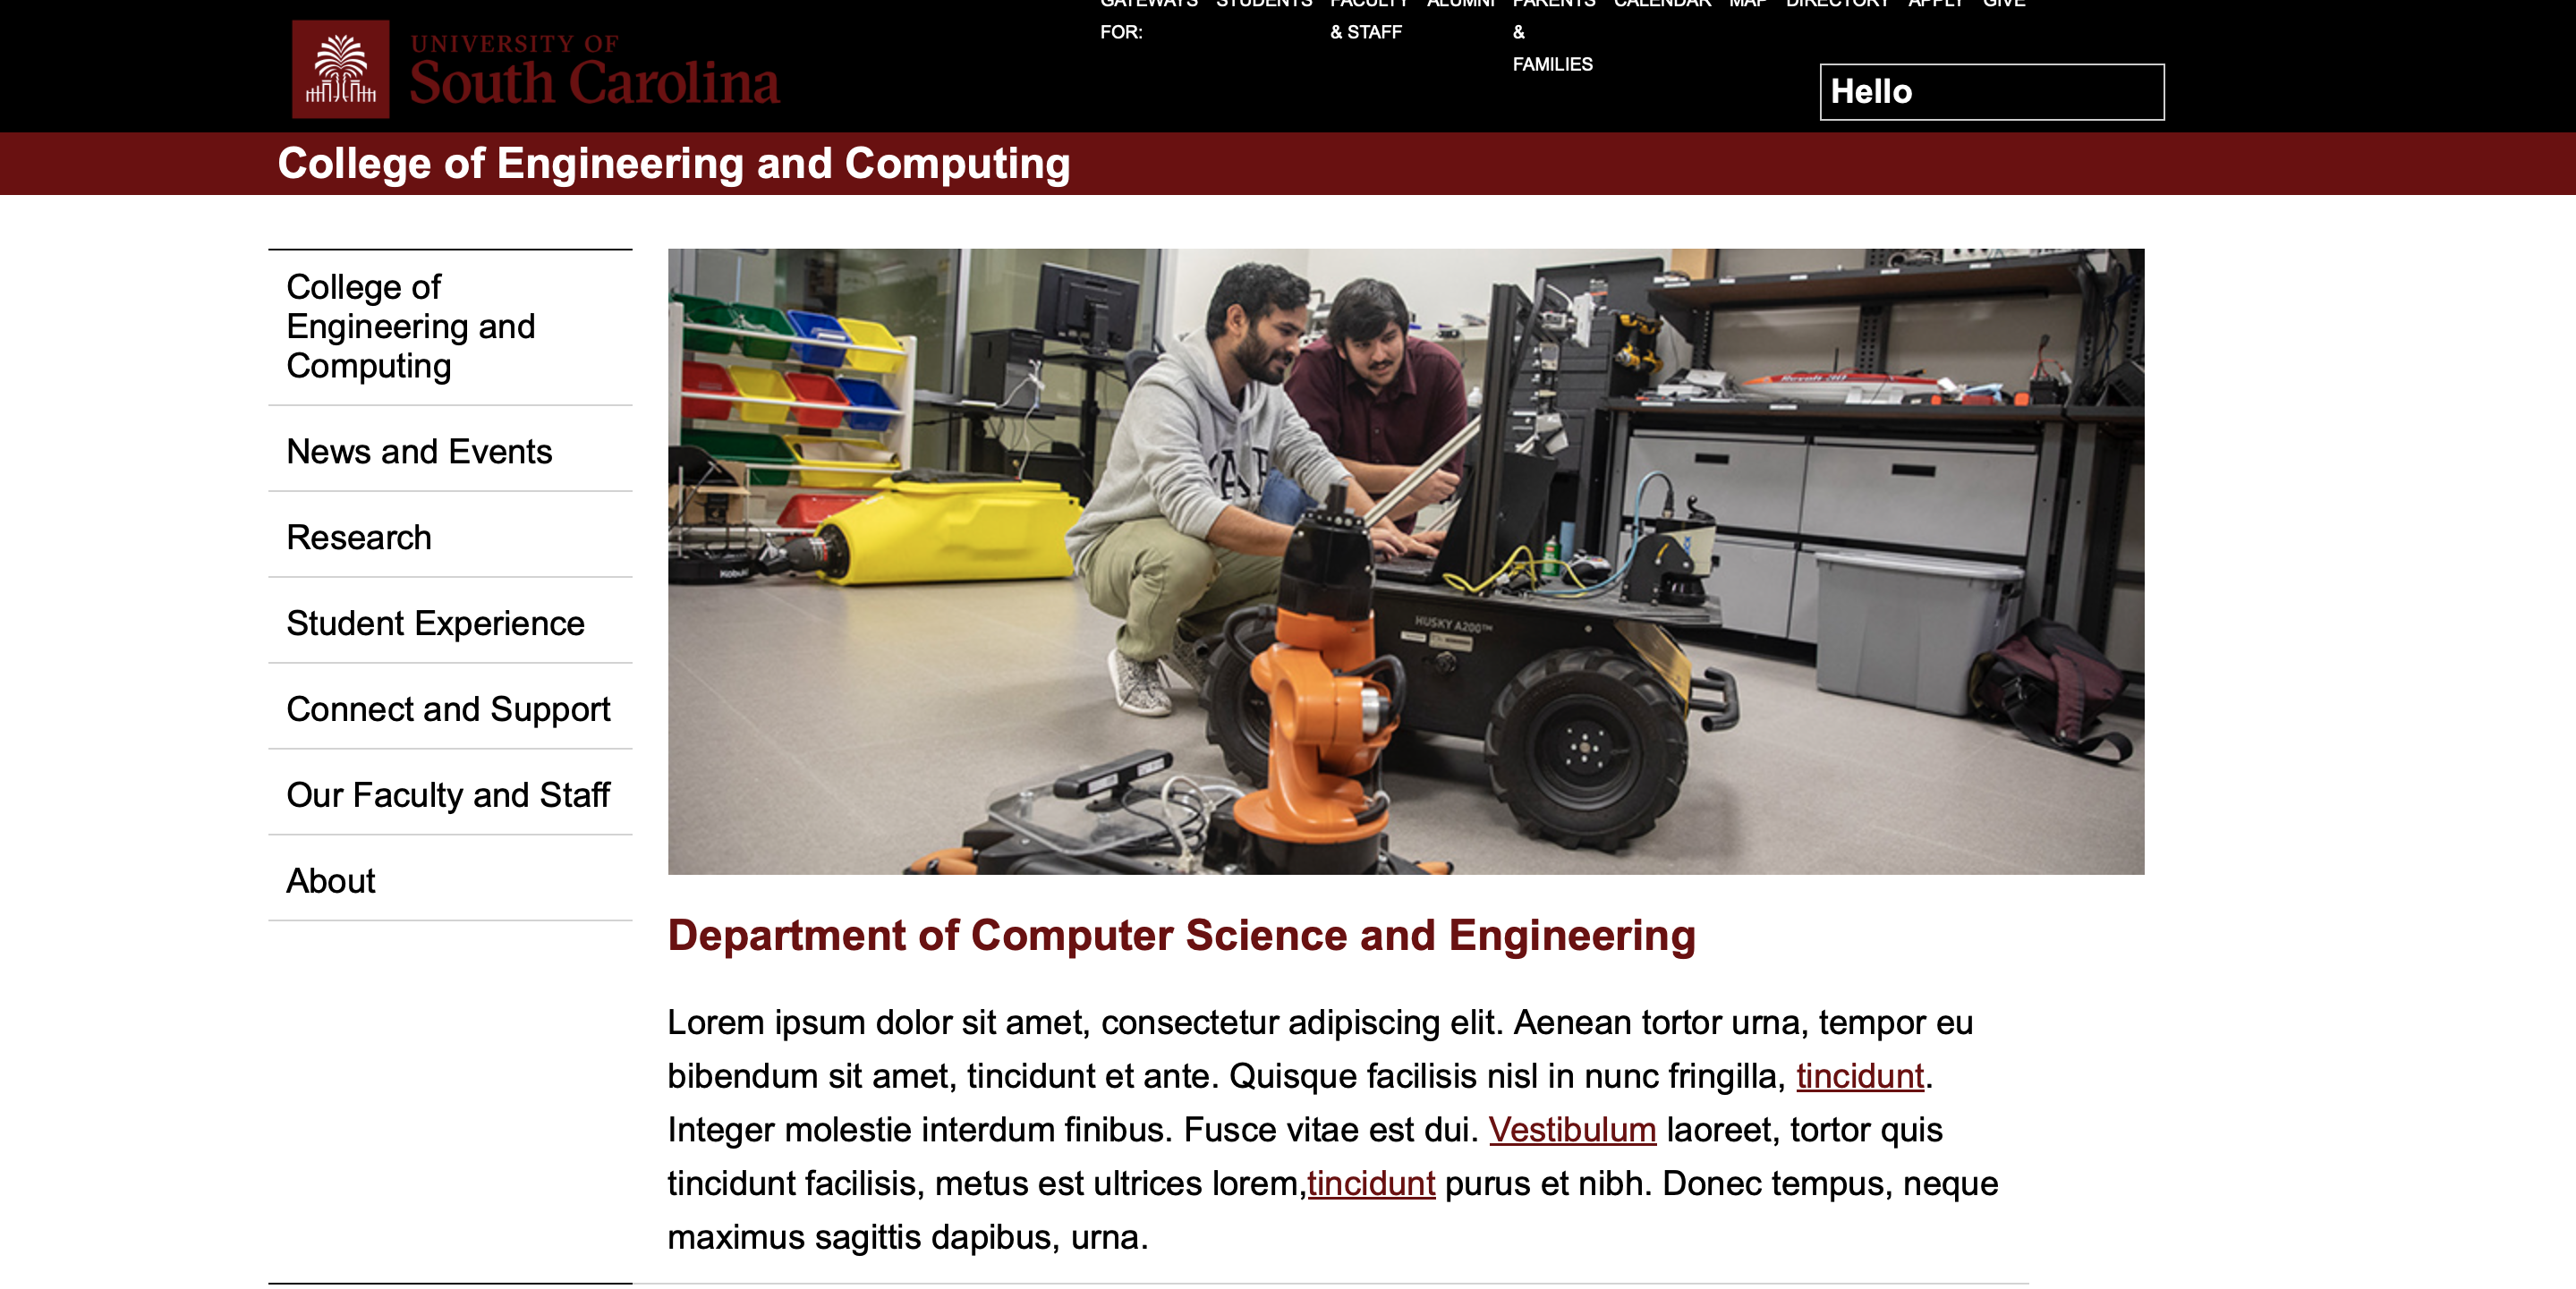 GATEWAYS STUDENTS FACULTY ALUMNI PARENTS CALENDAR MAP DIRECTORY APPLY GIVE
FOR: & STAFF &
FAMILIES
UNIVERSITY OF
South Carolina
Hello
College of Engineering and Computing
College of
Engineering and
Computing
News and Events
Research
Student Experience
Connect and Support
Our Faculty and Staff
About
Revolt 30
Kobuki
HUSKY A200™
Department of Computer Science and Engineering
Lorem ipsum dolor sit amet, consectetur adipiscing elit. Aenean tortor urna, tempor eu
bibendum sit amet, tincidunt et ante. Quisque facilisis nisl in nunc fringilla, tincidunt.
Integer molestie interdum finibus. Fusce vitae est dui. Vestibulum laoreet, tortor quis
tincidunt facilisis, metus est ultrices lorem,tincidunt purus et nibh. Donec tempus, neque
maximus sagittis dapibus, urna.